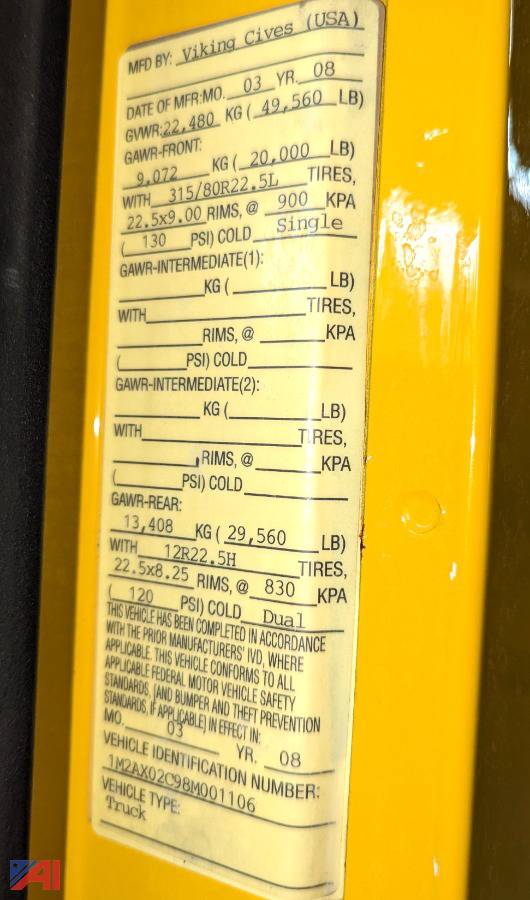 MFD BY: Viking Cives (USA)
DATE OF MFR:MO. 03 YR. 08
GVWR:22,480 KG ( 49,560 LB)
GAWR-FRONT:
9,072 KG ( 20,000 LB)
WITH 315/80R22.5L TIRES,
22.5x9.00 RIMS, @ 900 KPA
( 130 PSI) COLD Single
GAWR-INTERMEDIATE(1):
KG ( LB)
WITH TIRES,
RIMS, @ KPA
( PSI) COLD
GAWR-INTERMEDIATE(2):
KG ( LB)
WITH TIRES,
RIMS, @ KPA
( PSI) COLD
GAWR-REAR:
13,408 KG ( 29,560 LB)
WITH 12R22.5H TIRES,
22.5x8.25 RIMS, @ 830 KPA
( 120 PSI) COLD Dual
THIS VEHICLE HAS BEEN COMPLETED IN ACCORDANCE
WITH THE PRIOR MANUFACTURERS' IVD, WHERE
APPLICABLE. THIS VEHICLE CONFORMS TO ALL
APPLICABLE FEDERAL MOTOR VEHICLE SAFETY
STANDARDS, [AND BUMPER AND THEFT PREVENTION
STANDARDS, IF APPLICABLE] IN EFFECT IN:
MO. 03 YR. 08
VEHICLE IDENTIFICATION NUMBER:
1M2AX02C98M001106
VEHICLE TYPE:
Truck
AI